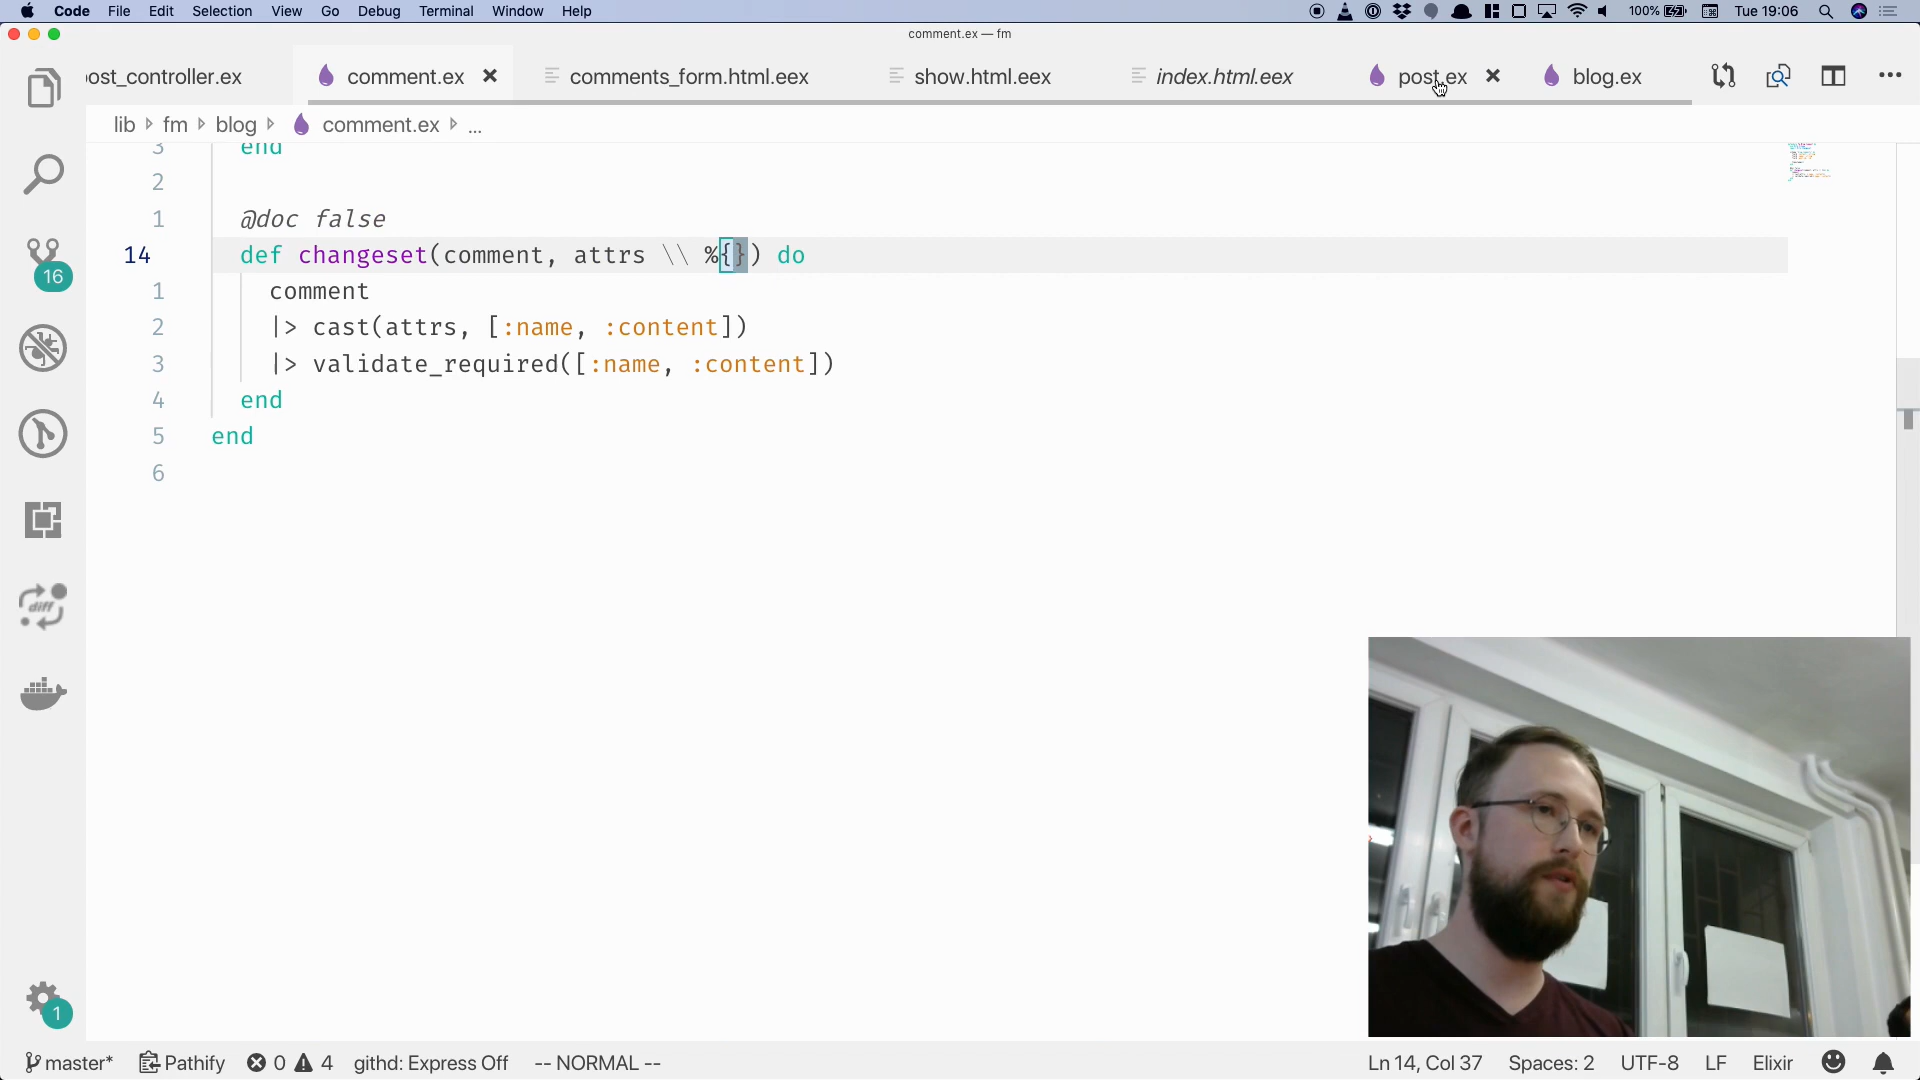 Code File Edit Selection View Go Debug Terminal Window Help 100% Tue 19:06
comment.ex — fm
ost_controller.ex comment.ex comments_form.html.eex show.html.eex index.html.eex post.ex blog.ex
lib fm blog comment.ex ...
3 end
2
1 @doc false
14 def changeset(comment, attrs \\ %{}) do
1 comment
2 |> cast(attrs, [:name, :content])
3 |> validate_required([:name, :content])
4 end
5 end
6
16
diff
1
master* Pathify 0 4 githd: Express Off -- NORMAL -- Ln 14, Col 37 Spaces: 2 UTF-8 LF Elixir